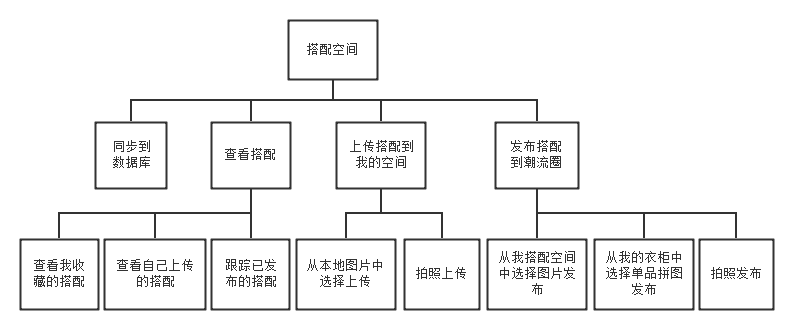 搭配空间
同步到
数据库
查看搭配
上传搭配到
我的空间
发布搭配
到潮流圈
查看我收
藏的搭配
查看自己上传
的搭配
跟踪已发
布的搭配
从本地图片中
选择上传
拍照上传
从我搭配空间
中选择图片发
布
从我的衣柜中
选择单品拼图
发布
拍照发布